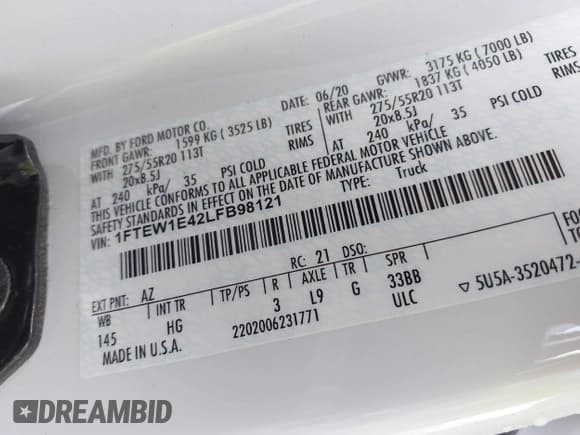 MFD. BY FORD MOTOR CO.
DATE: 06/20 GVWR: 3175 KG ( 7000 LB)
FRONT GAWR: 1599 KG ( 3525 LB) REAR GAWR: 1837 KG ( 4050 LB)
WITH 275/55R20 113T TIRES WITH 275/55R20 113T TIRES
20x8.5J RIMS 20x8.5J RIMS
AT 240 kPa/ 35 PSI COLD AT 240 kPa/ 35 PSI COLD
THIS VEHICLE CONFORMS TO ALL APPLICABLE FEDERAL MOTOR VEHICLE
SAFETY STANDARDS IN EFFECT ON THE DATE OF MANUFACTURE SHOWN ABOVE.
VIN: 1FTEW1E42LFB98121 TYPE: Truck
EXT PNT: AZ RC: 21 DSO:
WB INT TR TP/PS R AXLE TR SPR
145 HG 3 L9 G 33BB
MADE IN U.S.A. 2202006231771 ULC
▽ 5U5A-3520472-
DREAMBID